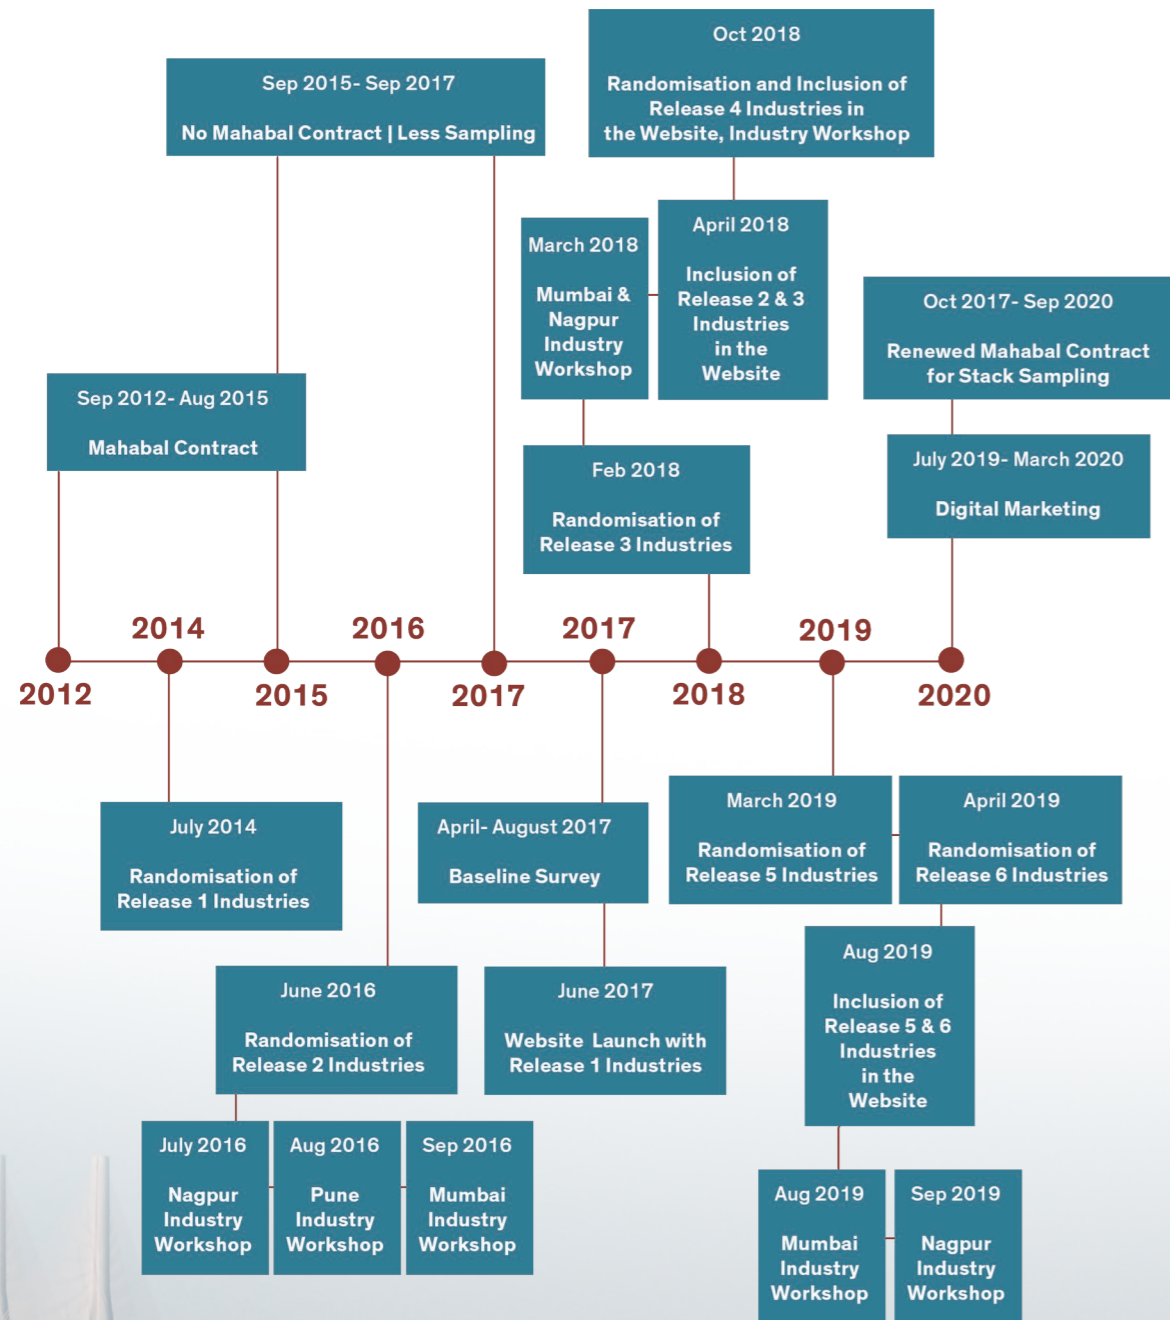 Oct 2018
Randomisation and Inclusion of
Release 4 Industries in
the Website, Industry Workshop
Sep 2015- Sep 2017
No Mahabal Contract | Less Sampling
March 2018
Mumbai &
Nagpur
Industry
Workshop
April 2018
Inclusion of
Release 2 & 3
Industries
in the
Website
Oct 2017- Sep 2020
Renewed Mahabal Contract
for Stack Sampling
Sep 2012- Aug 2015
Mahabal Contract
Feb 2018
Randomisation of
Release 3 Industries
July 2019- March 2020
Digital Marketing
2014
2016
2017
2019
2012
2015
2017
2018
2020
July 2014
Randomisation of
Release 1 Industries
April- August 2017
Baseline Survey
March 2019
Randomisation of
Release 5 Industries
April 2019
Randomisation of
Release 6 Industries
June 2016
Randomisation of
Release 2 Industries
June 2017
Website Launch with
Release 1 Industries
Aug 2019
Inclusion of
Release 5 & 6
Industries
in the
Website
July 2016
Nagpur
Industry
Workshop
Aug 2016
Pune
Industry
Workshop
Sep 2016
Mumbai
Industry
Workshop
Aug 2019
Mumbai
Industry
Workshop
Sep 2019
Nagpur
Industry
Workshop